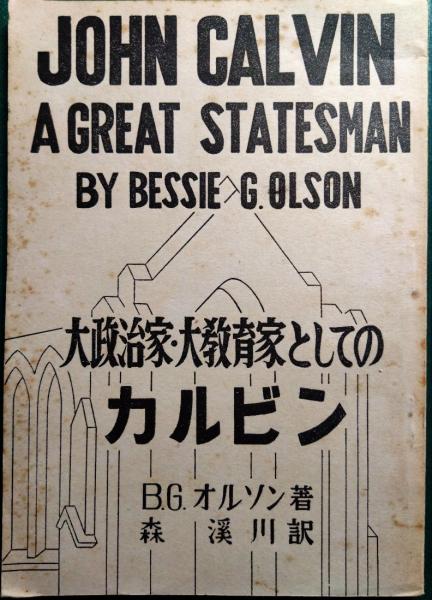 JOHN CALVIN
A GREAT STATESMAN
BY BESSIE G. OLSON
大政治家・大教育家としての
カルビン
B.G. オルソン著
森 溪川訳